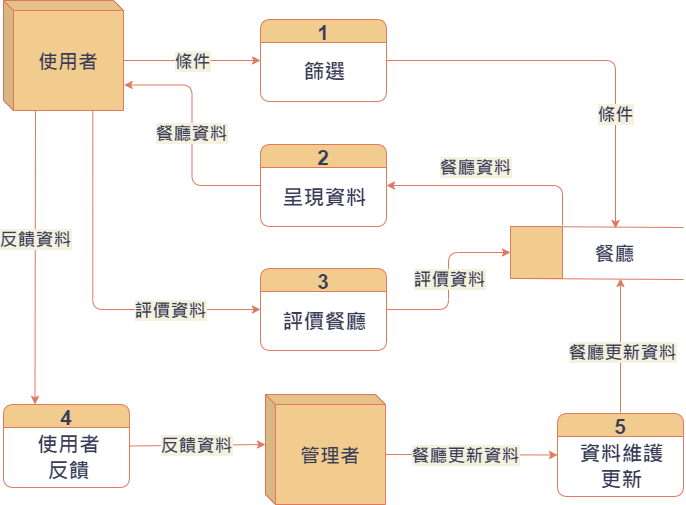 使用者
條件
1
篩選
條件
餐廳資料
2
呈現資料
餐廳資料
餐廳
反饋資料
評價資料
3
評價餐廳
評價資料
餐廳更新資料
4
使用者
反饋
反饋資料
管理者
餐廳更新資料
5
資料維護
更新